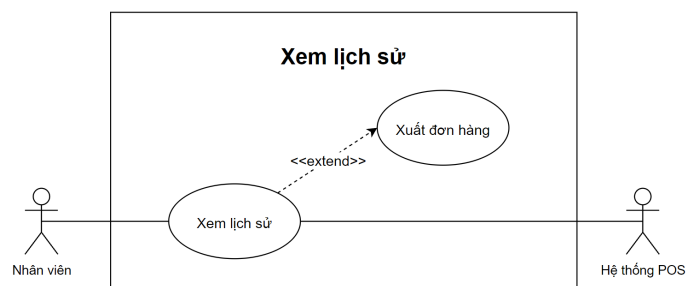 Xem lịch sử
Xuất đơn hàng
<<extend>>
Xem lịch sử
Nhân viên
Hệ thống POS